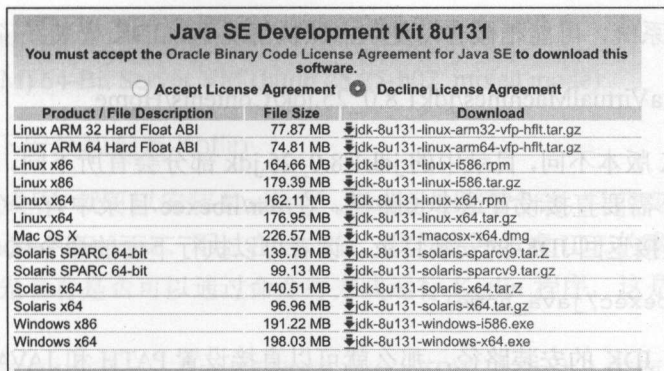 Java SE Development Kit 8u131
You must accept the Oracle Binary Code License Agreement for Java SE to download this
software.
Accept License Agreement Decline License Agreement
Product / File Description File Size Download
Linux ARM 32 Hard Float ABI 77.87 MB jdk-8u131-linux-arm32-vfp-hflt.tar.gz
Linux ARM 64 Hard Float ABI 74.81 MB jdk-8u131-linux-arm64-vfp-hflt.tar.gz
Linux x86 164.66 MB jdk-8u131-linux-i586.rpm
Linux x86 179.39 MB jdk-8u131-linux-i586.tar.gz
Linux x64 162.11 MB jdk-8u131-linux-x64.rpm
Linux x64 176.95 MB jdk-8u131-linux-x64.tar.gz
Mac OS X 226.57 MB jdk-8u131-macosx-x64.dmg
Solaris SPARC 64-bit 139.79 MB jdk-8u131-solaris-sparcv9.tar.Z
Solaris SPARC 64-bit 99.13 MB jdk-8u131-solaris-sparcv9.tar.gz
Solaris x64 140.51 MB jdk-8u131-solaris-x64.tar.Z
Solaris x64 96.96 MB jdk-8u131-solaris-x64.tar.gz
Windows x86 191.22 MB jdk-8u131-windows-i586.exe
Windows x64 198.03 MB jdk-8u131-windows-x64.exe